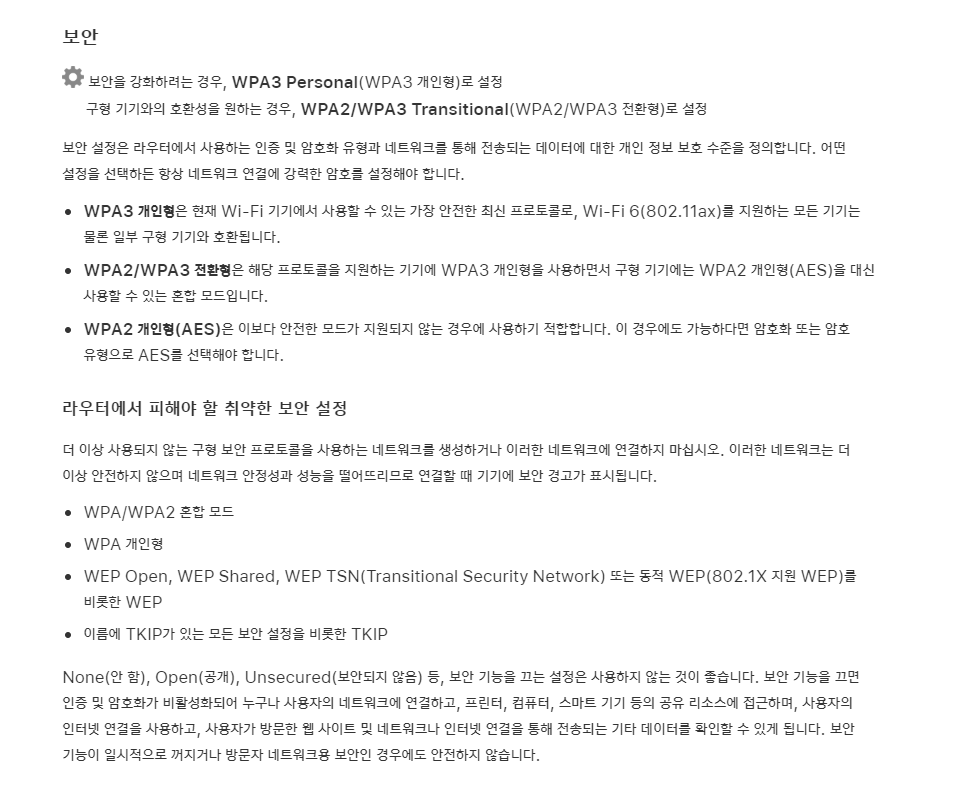 보안
보안을 강화하려는 경우, WPA3 Personal(WPA3 개인형)로 설정
구형 기기와의 호환성을 원하는 경우, WPA2/WPA3 Transitional(WPA2/WPA3 전환형)로 설정
보안 설정은 라우터에서 사용하는 인증 및 암호화 유형과 네트워크를 통해 전송되는 데이터에 대한 개인 정보 보호 수준을 정의합니다. 어떤
설정을 선택하든 항상 네트워크 연결에 강력한 암호를 설정해야 합니다.
• WPA3 개인형은 현재 Wi-Fi 기기에서 사용할 수 있는 가장 안전한 최신 프로토콜로, Wi-Fi 6(802.11ax)를 지원하는 모든 기기는
물론 일부 구형 기기와 호환됩니다.
• WPA2/WPA3 전환형은 해당 프로토콜을 지원하는 기기에 WPA3 개인형을 사용하면서 구형 기기에는 WPA2 개인형(AES)을 대신
사용할 수 있는 혼합 모드입니다.
• WPA2 개인형(AES)은 이보다 안전한 모드가 지원되지 않는 경우에 사용하기 적합합니다. 이 경우에도 가능하다면 암호화 또는 암호
유형으로 AES를 선택해야 합니다.
라우터에서 피해야 할 취약한 보안 설정
더 이상 사용되지 않는 구형 보안 프로토콜을 사용하는 네트워크를 생성하거나 이러한 네트워크에 연결하지 마십시오. 이러한 네트워크는 더
이상 안전하지 않으며 네트워크 안정성과 성능을 떨어뜨리므로 연결할 때 기기에 보안 경고가 표시됩니다.
• WPA/WPA2 혼합 모드
• WPA 개인형
• WEP Open, WEP Shared, WEP TSN(Transitional Security Network) 또는 동적 WEP(802.1X 지원 WEP)를
비롯한 WEP
• 이름에 TKIP가 있는 모든 보안 설정을 비롯한 TKIP
None(안 함), Open(공개), Unsecured(보안되지 않음) 등, 보안 기능을 끄는 설정은 사용하지 않는 것이 좋습니다. 보안 기능을 끄면
인증 및 암호화가 비활성화되어 누구나 사용자의 네트워크에 연결하고, 프린터, 컴퓨터, 스마트 기기 등의 공유 리소스에 접근하며, 사용자의
인터넷 연결을 사용하고, 사용자가 방문한 웹 사이트 및 네트워크나 인터넷 연결을 통해 전송되는 기타 데이터를 확인할 수 있게 됩니다. 보안
기능이 일시적으로 꺼지거나 방문자 네트워크용 보안인 경우에도 안전하지 않습니다.